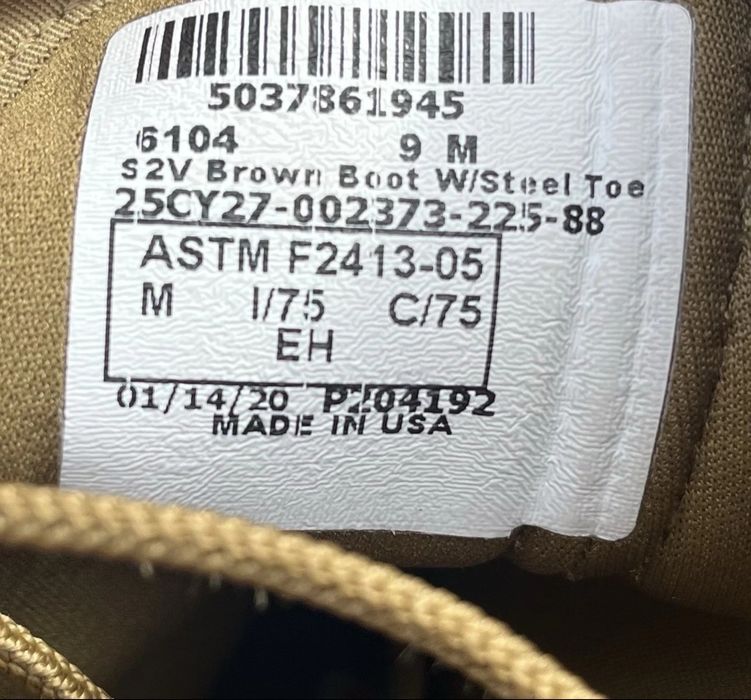 5037861945
6104 9 M
S2V Brown Boot W/Steel Toe
25CY27-002373-225-88
ASTM F2413-05
M I/75 C/75
EH
01/14/20 PZ04192
MADE IN USA